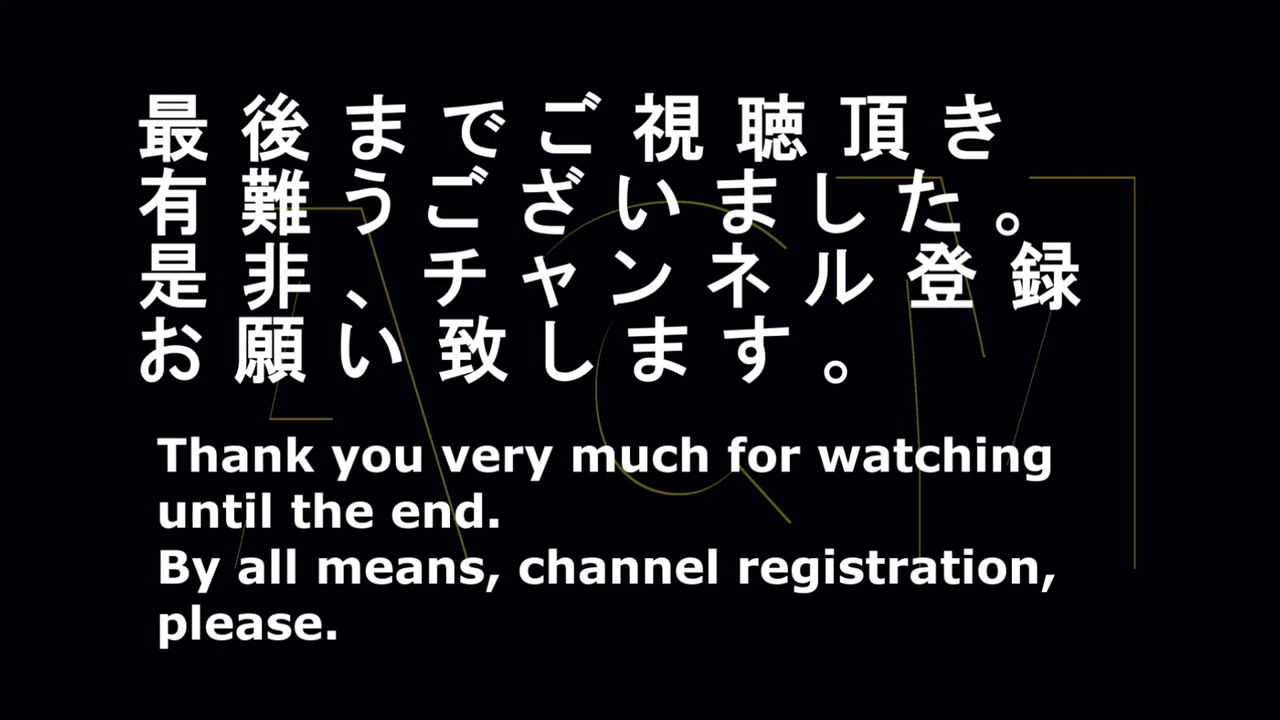 最後までご視聴頂き
有難うございました。
是非、チャンネル登録
お願い致します。
Thank you very much for watching
until the end.
By all means, channel registration,
please.